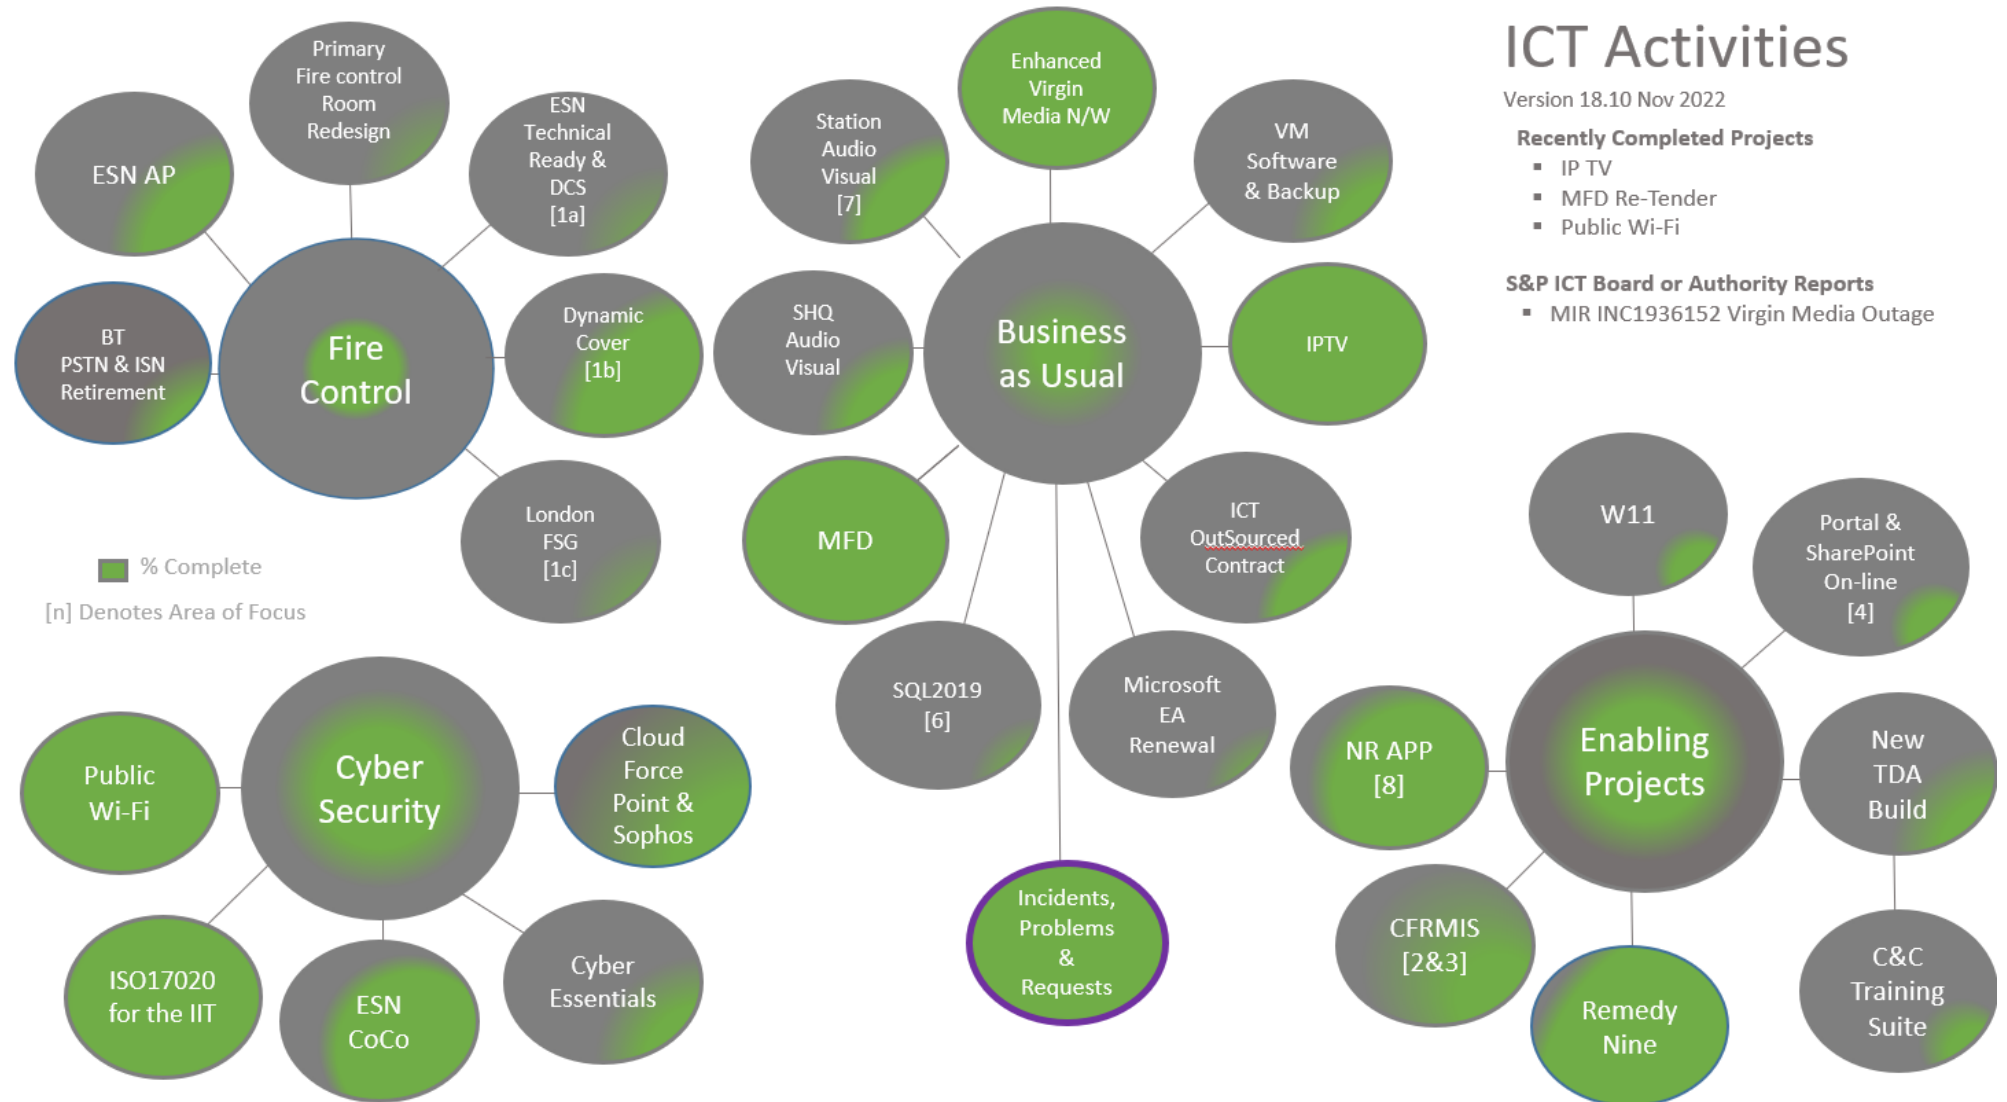 ICT Activities
Version 18.10 Nov 2022
Recently Completed Projects
▪ IP TV
▪ MFD Re-Tender
▪ Public Wi-Fi
S&P ICT Board or Authority Reports
▪ MIR INC1936152 Virgin Media Outage
Primary
Fire control
Room
Redesign
ESN AP
ESN
Technical
Ready &
DCS
[1a]
BT
PSTN & ISN
Retirement
Fire
Control
Dynamic
Cover
[1b]
London
FSG
[1c]
% Complete
[n] Denotes Area of Focus
Enhanced
Virgin
Media N/W
Station
Audio
Visual
[7]
VM
Software
& Backup
SHQ
Audio
Visual
Business
as Usual
IPTV
MFD
ICT
OutSourced
Contract
SQL2019
[6]
Microsoft
EA
Renewal
Incidents,
Problems
&
Requests
Cyber
Security
Public
Wi-Fi
Cloud
Force
Point &
Sophos
ISO17020
for the IIT
ESN
CoCo
Cyber
Essentials
W11
Portal &
SharePoint
On-line
[4]
NR APP
[8]
Enabling
Projects
New
TDA
Build
CFRMIS
[2&3]
Remedy
Nine
C&C
Training
Suite